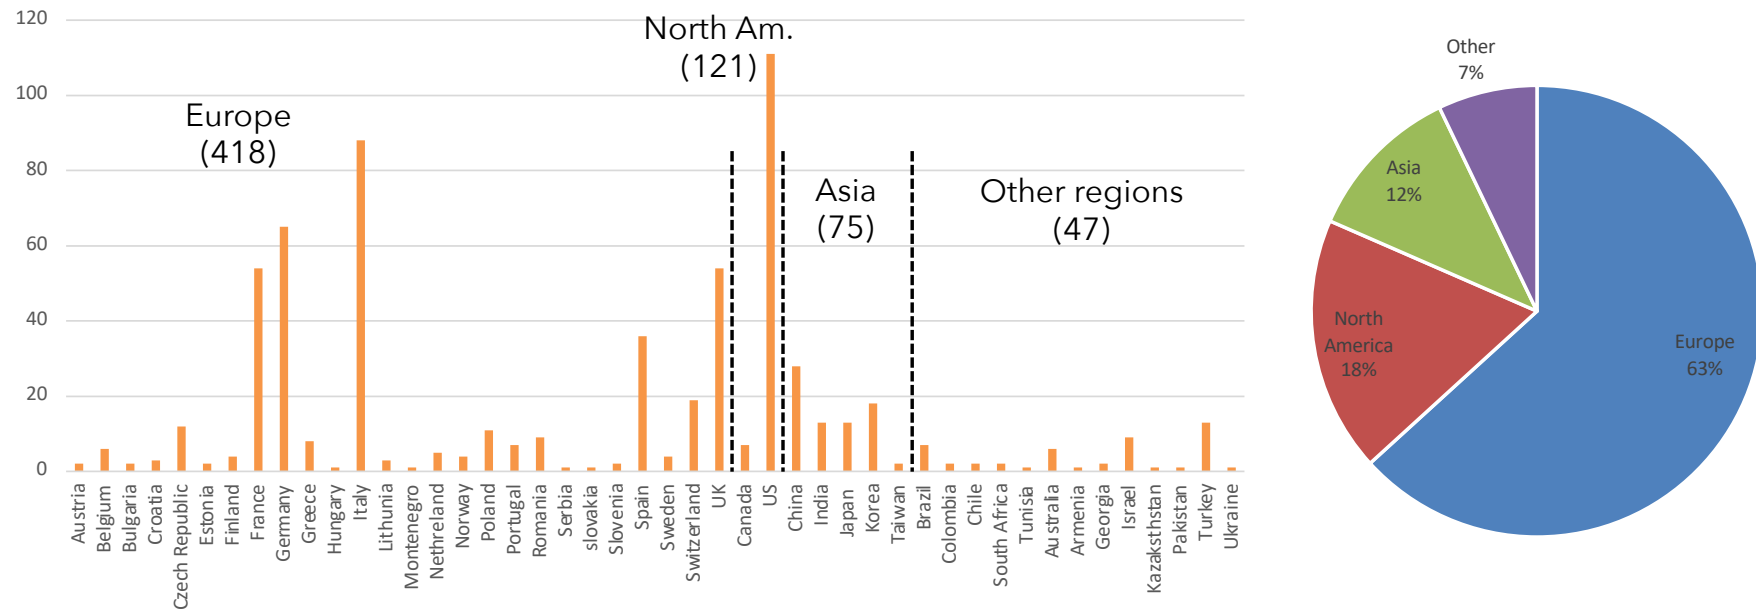 120
100
80
60
40
20
0
Europe
(418)
North Am.
(121)
Asia
(75)
Other regions
(47)
Austria
Belgum
Bulgaria
Croatia
Czech Republic
Estonia
Finland
France
Germany
Greece
Hungary
Italy
Lithunia
Montenegro
Nethreland
Norway
Poland
Portugal
Romania
Serbia
slovakia
Slovenia
Spain
Sweden
Switzerland
UK
Canada
US
China
India
Japan
Korea
Taiwan
Brazil
Colombia
Chile
South Africa
Tunisia
Australia
Armenia
Georgia
Israel
Kazaksthstan
Pakistan
Turkey
Ukraine
Other
7%
Asia
12%
North
America
18%
Europe
63%